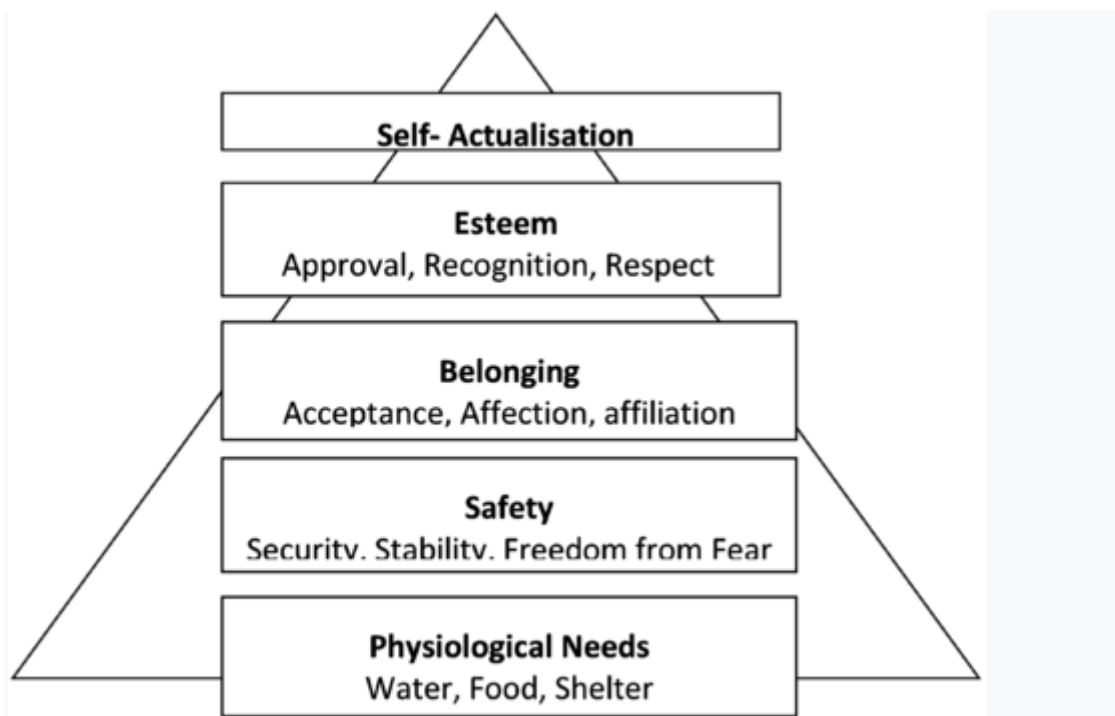 Self- Actualisation
Esteem
Approval, Recognition, Respect
Belonging
Acceptance, Affection, affiliation
Safety
Security, Stability, Freedom from Fear
Physiological Needs
Water, Food, Shelter